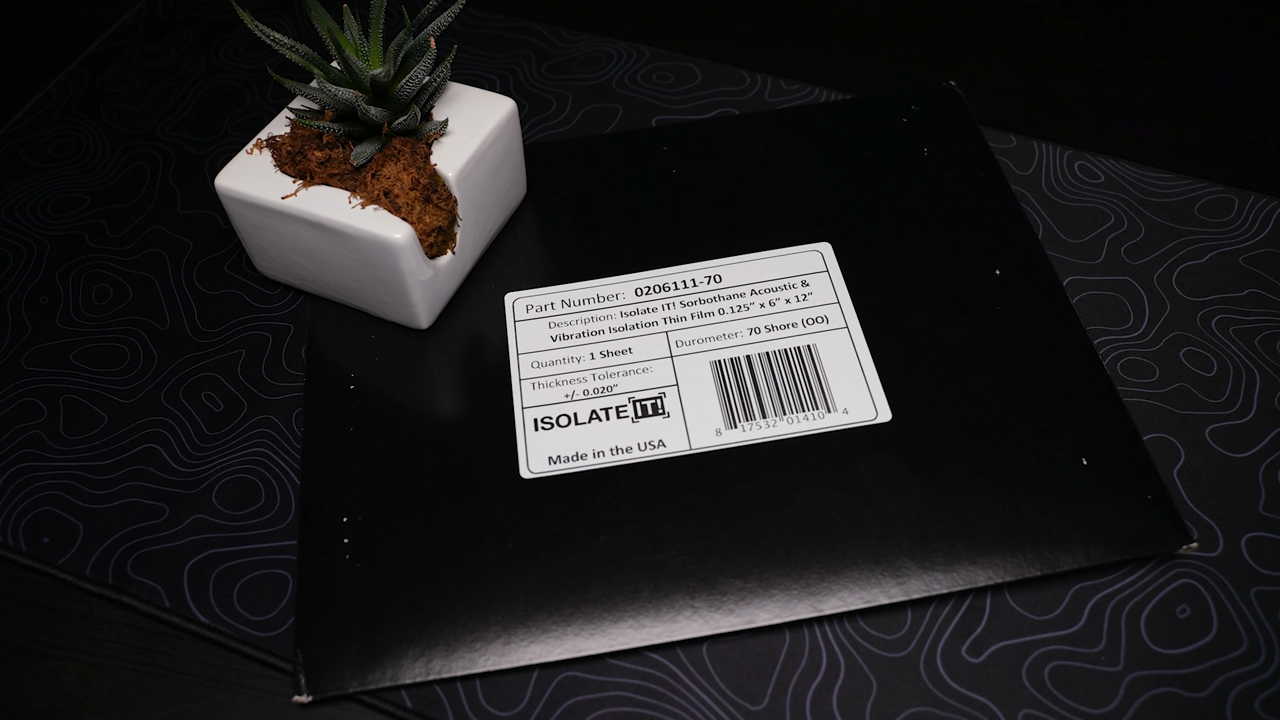 Part Number: 0206111-70
Description: Isolate IT! Sorbothane Acoustic &
Vibration Isolation Thin Film 0.125” x 6” x 12”
Quantity: 1 Sheet
Durometer: 70 Shore (OO)
Thickness Tolerance:
+/- 0.020”
ISOLATE IT!
Made in the USA
8 17532 01410 4